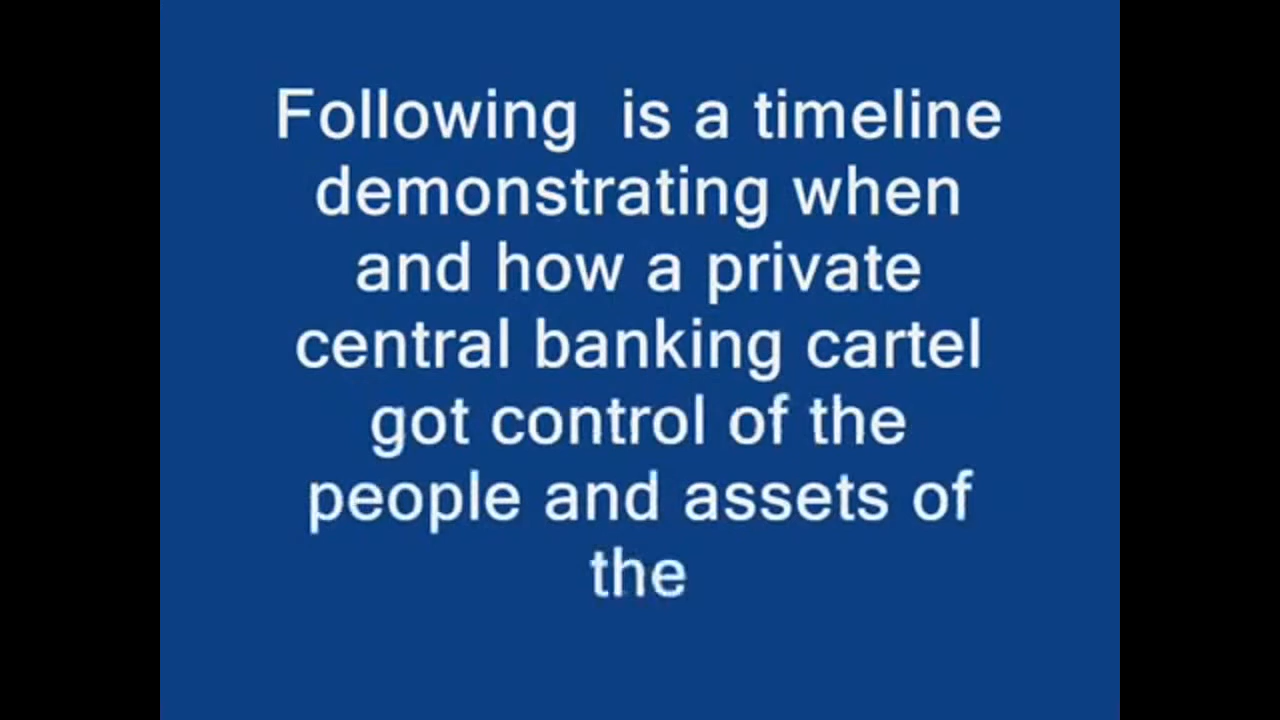 Following  is a timeline
demonstrating when
and how a private
central banking cartel
got control of the
people and assets of
the